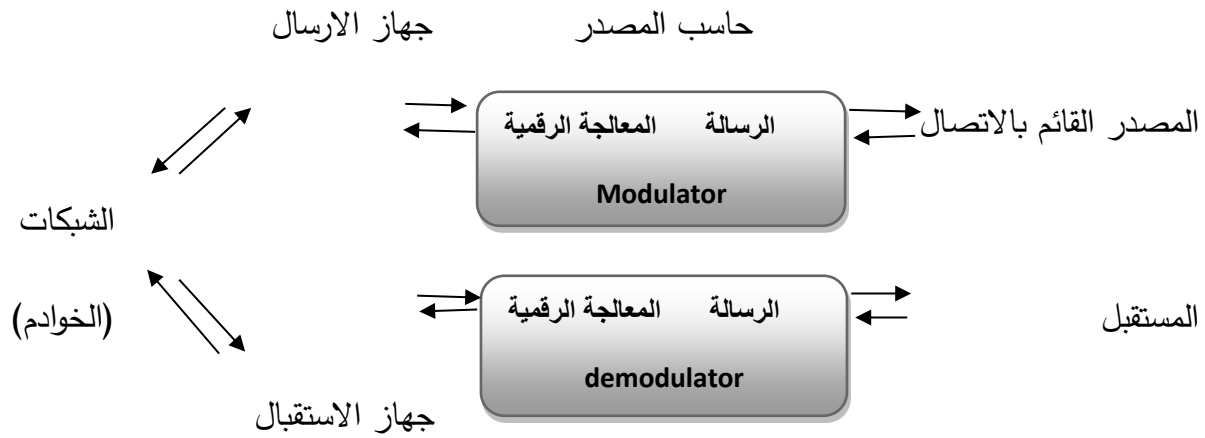 حاسب المصدر
جهاز الارسال
المصدر القائم بالاتصال
الرسالة المعالجة الرقمية
Modulator
الشبكات
(الخوادم)
المستقبل
الرسالة المعالجة الرقمية
demodulator
جهاز الاستقبال